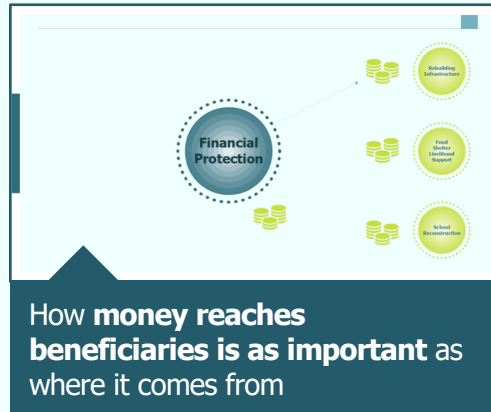 Rebuilding
Infrastructure
Financial
Protection
Food
Shelter
Livelihood
Support
School
Reconstruction
How money reaches
beneficiaries is as important as
where it comes from